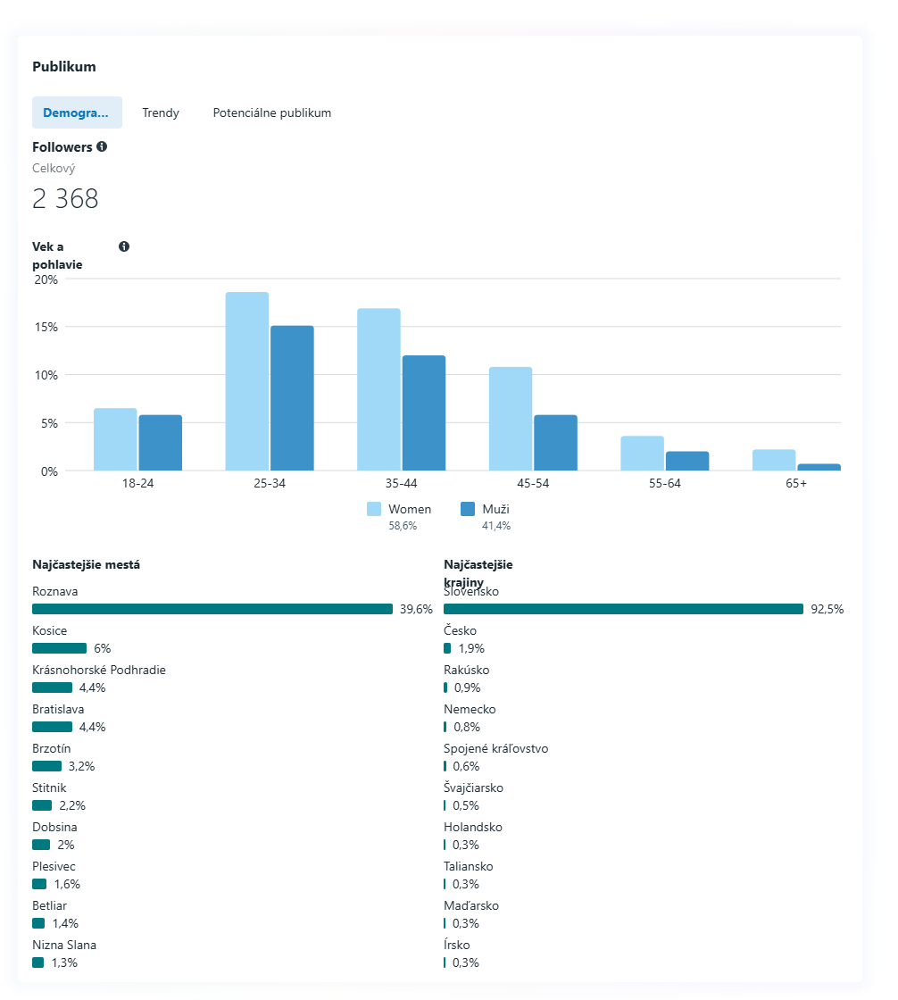 Publikum
Demogra...
Trendy
Potenciálne publikum
Followers
Celkový
2 368
Vek a
pohlavie
20%
15%
10%
5%
0%
18-24
25-34
35-44
45-54
55-64
65+
Women
58,6%
Muži
41,4%
Najčastejšie mestá
Roznava
39,6%
Kosice
6%
Krásnohorské Podhradie
4,4%
Bratislava
4,4%
Brzotín
3,2%
Stitnik
2,2%
Dobsina
2%
Plesivec
1,6%
Betliar
1,4%
Nizna Slana
1,3%
Najčastejšie
krajiny
Slovensko
92,5%
Česko
1,9%
Rakúsko
0,9%
Nemecko
0,8%
Spojené kráľovstvo
0,6%
Švajčiarsko
0,5%
Holandsko
0,3%
Taliansko
0,3%
Maďarsko
0,3%
Írsko
0,3%